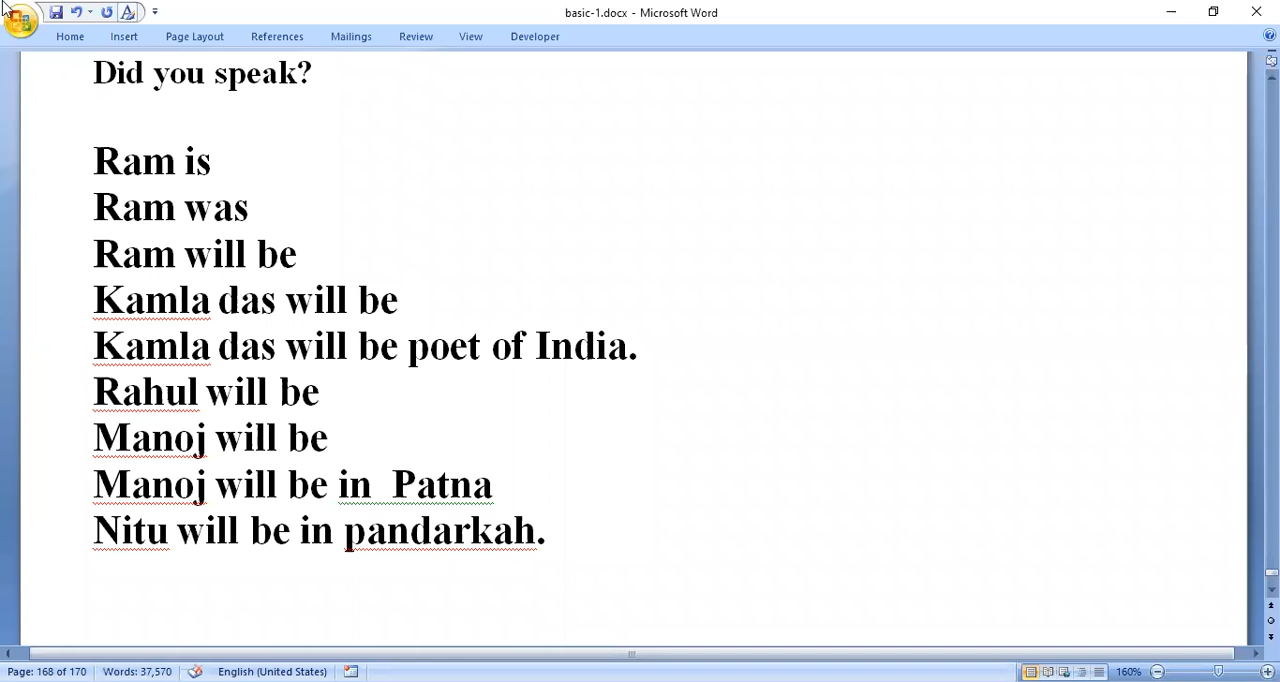 basic-1.docx - Microsoft Word
Home Insert Page Layout References Mailings Review View Developer
Did you speak?
Ram is
Ram was
Ram will be
Kamla das will be
Kamla das will be poet of India.
Rahul will be
Manoj will be
Manoj will be in  Patna
Nitu will be in pandarkah.
Page: 168 of 170 Words: 37,570 English (United States) 160%